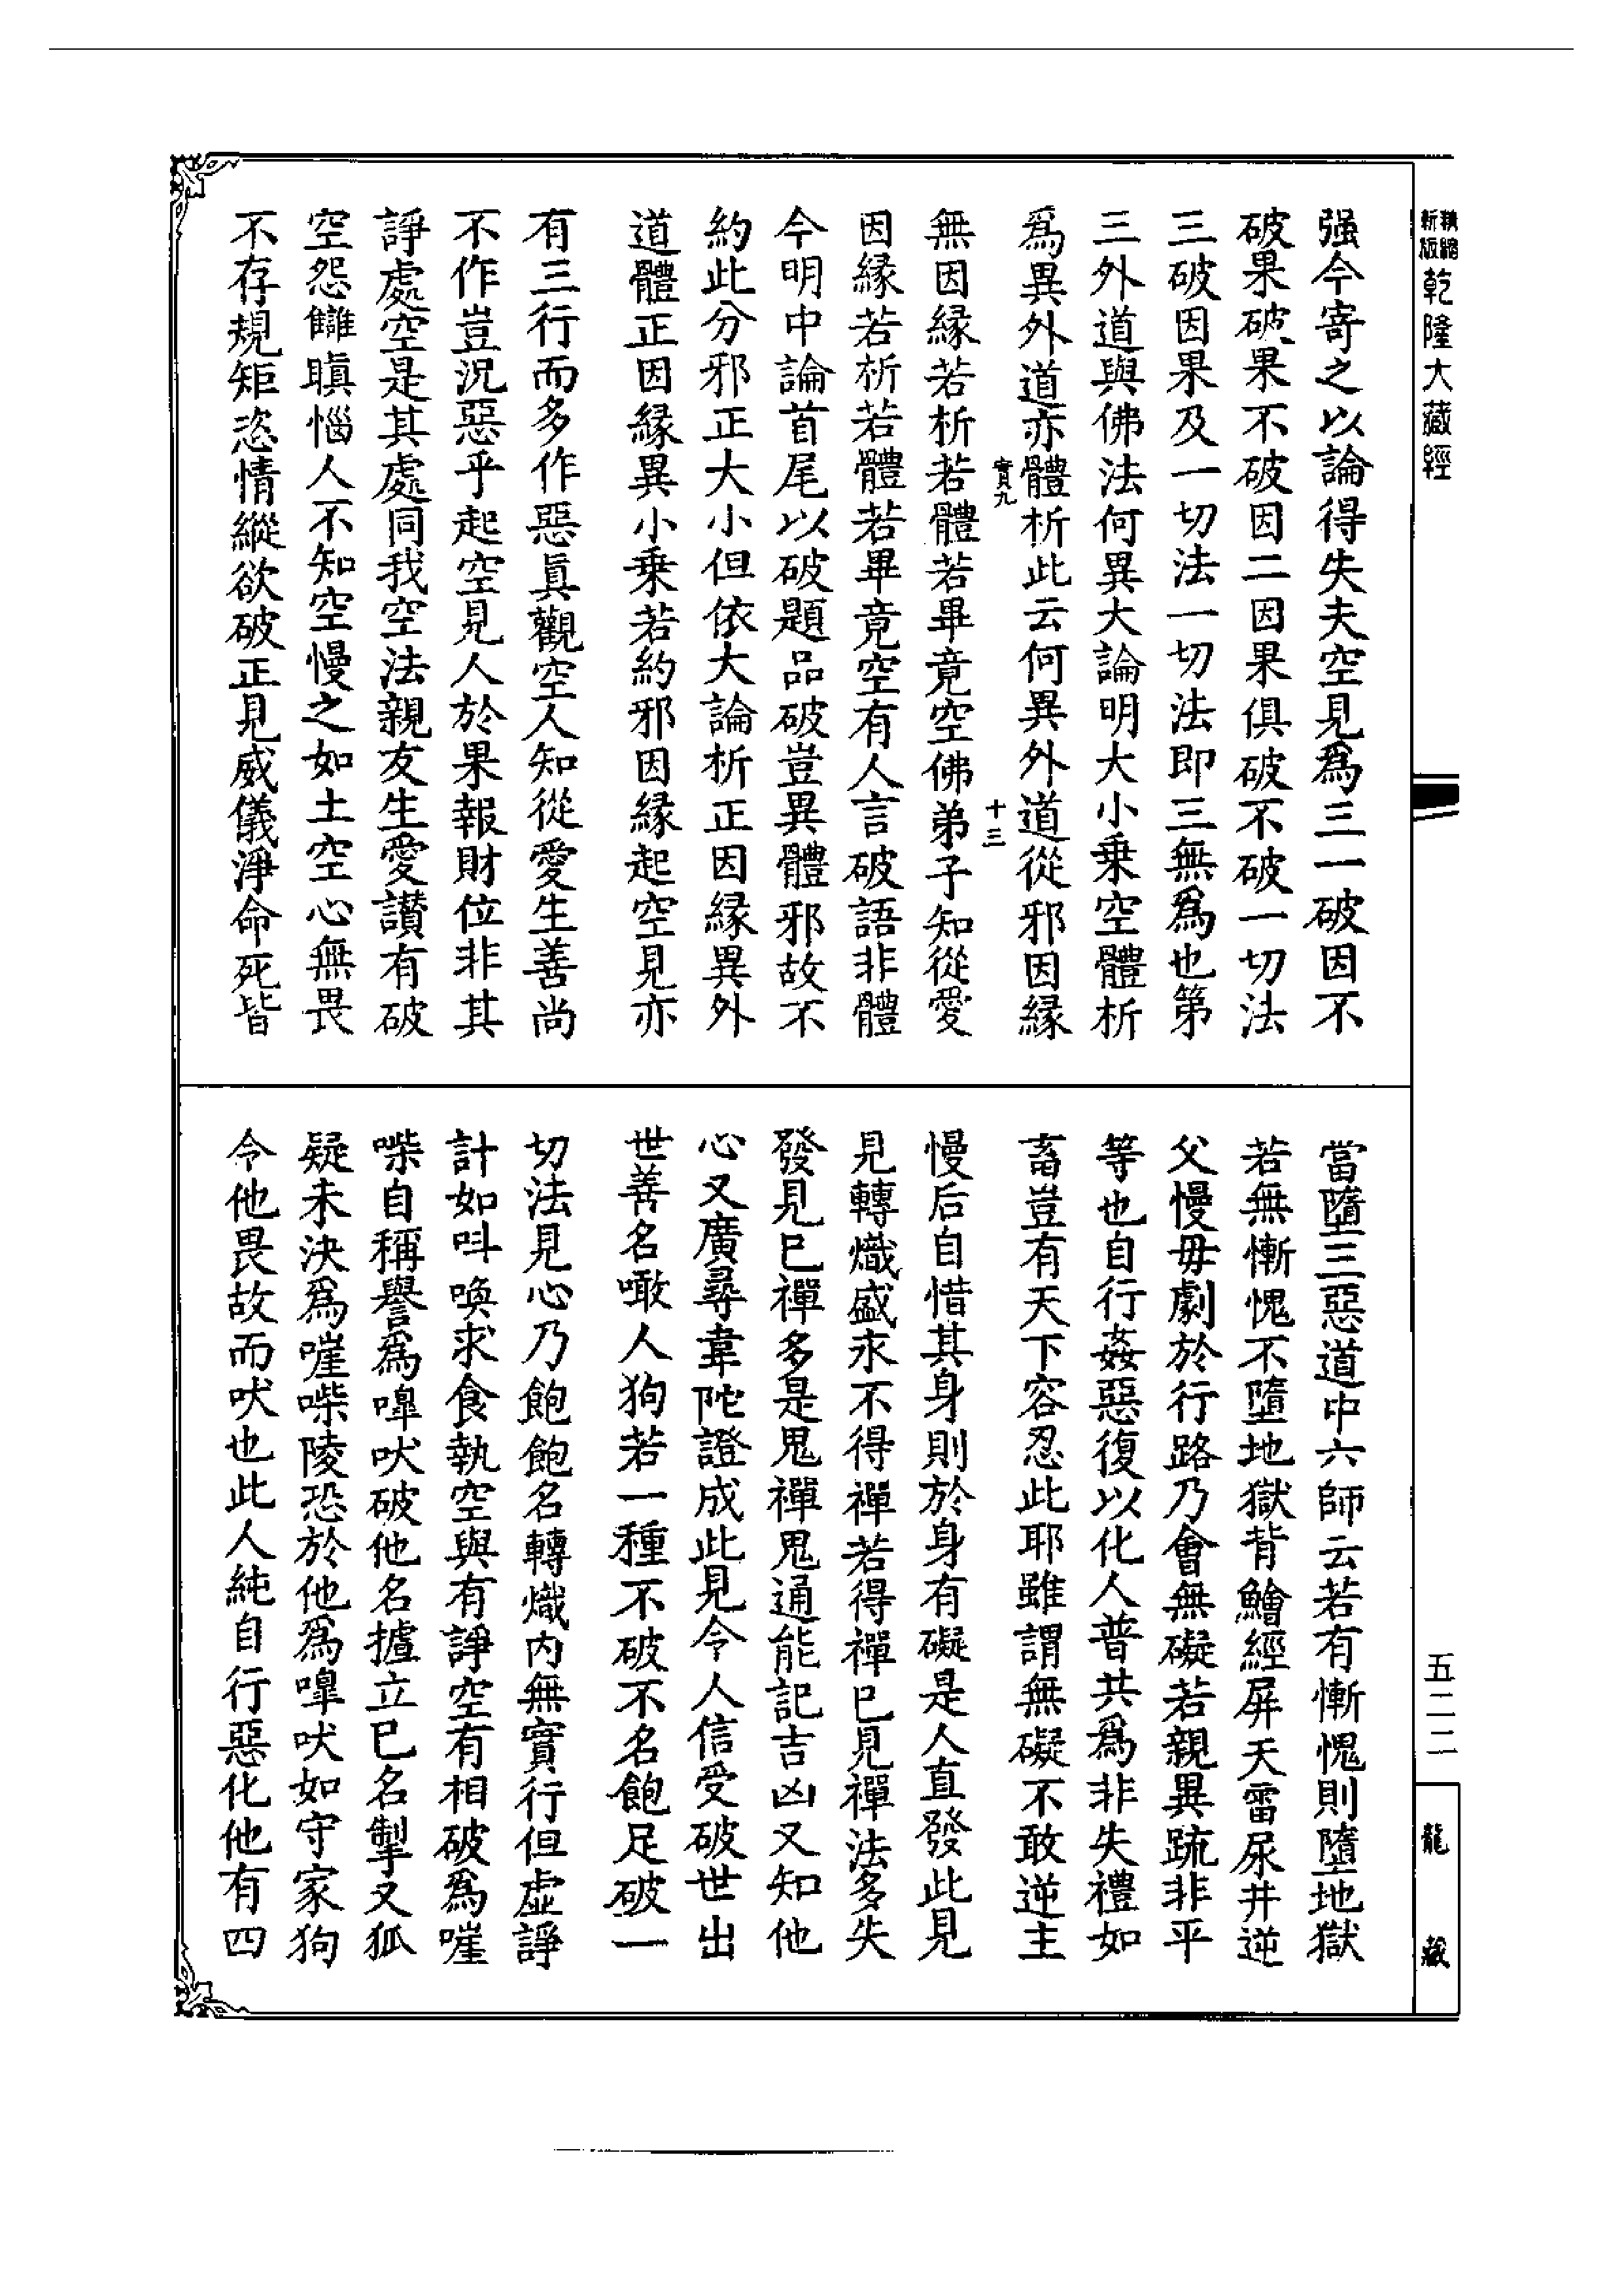 新版
精縮
乾隆大藏經
强今寄之以論得失夫空見爲三一破因不
破果破果不破因二因果俱破不破一切法
三破因果及一切法一切法即三無爲也第
三外道與佛法何異大論明大小乗空體析
爲異外道亦體析此云何異外道從邪因縁
實九
十三
無因縁若析若體若畢竟空佛弟子知從愛
因縁若析若體若畢竟空有人言破語非體
今明中論首尾以破題品破豈異體邪故不
約此分邪正大小但依大論析正因縁異外
道體正因縁異小乗若約邪因縁起空見亦
有三行而多作惡眞觀空人知從愛生善尚
不作豈況惡乎起空見人於果報財位非其
諍處空是其處同我空法親友生愛讃有破
空怨讎瞋惱人不知空慢之如土空心無畏
不存規矩恣情縱欲破正見威儀淨命死皆
當墮三惡道中六師云若有慚愧則墮地獄
若無慚愧不墮地獄背鱠經屏天雷尿井逆
父慢毋劇於行路乃會無礙若親異疏非平
等也自行姦惡復以化人普共爲非失禮如
畜豈有天下容忍此耶雖謂無礙不敢逆主
慢后自惜其身則於身有礙是人直發此見
見轉熾盛永不得禪若得禪已見禪法多失
發見已禪多是鬼禪鬼通能記吉凶又知他
心又廣尋韋陀證成此見令人信受破世出
世善名噉人狗若一種不破不名飽足破一
切法見心乃飽飽名轉熾内無實行但虚諍
計如呌喚求食執空與有諍空有相破爲嘊
喍自稱譽爲嘷吠破他名摣立已名掣又狐
疑未決爲嘊喍陵恐於他爲嘷吠如守家狗
令他畏故而吠也此人純自行惡化他有四
五二二
龍藏